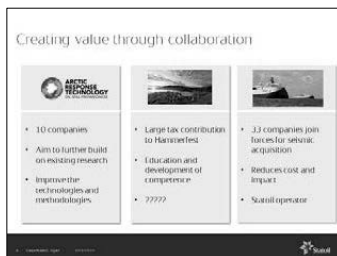 Creating value through collaboration
ARCTIC
RESPONSE
TECHNOLOGY
• 10 companies
• Aim to further build
on existing research
• Improve the
technologies and
methodologies
• Large tax contribution
to Hammerfest
• Education and
development of
competence
• ?????
• 33 companies join
forces for seismic
acquisition
• Reduces cost and
impact
• Statoil operator
Statoil